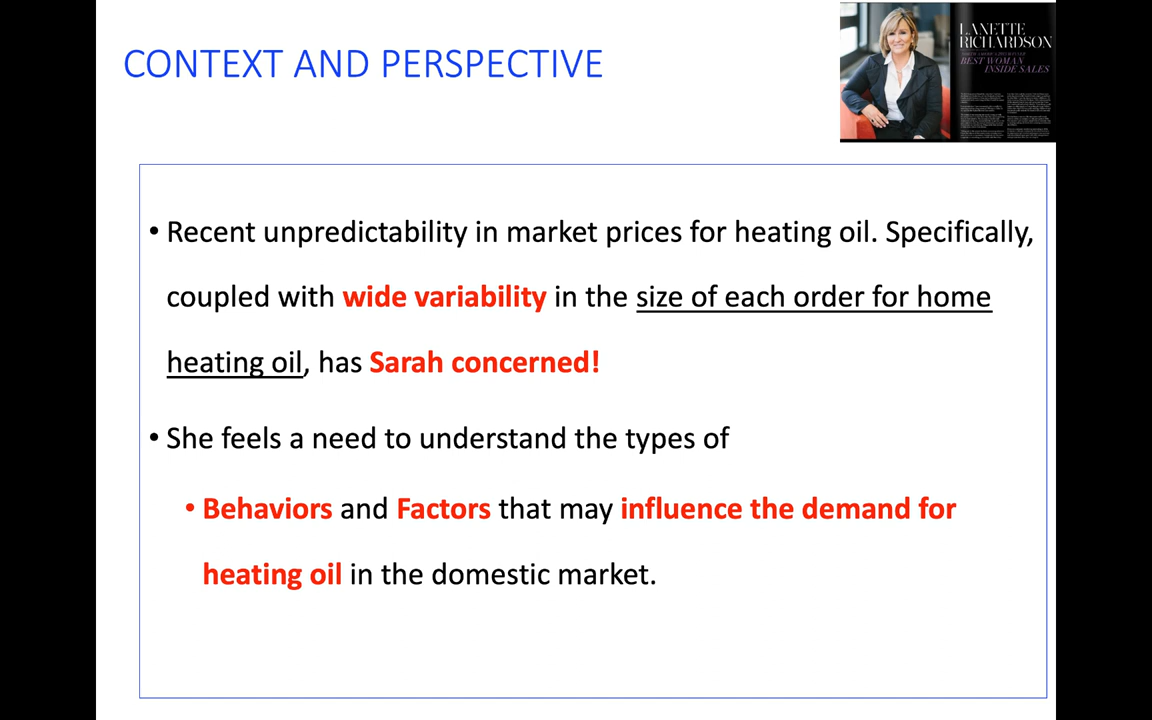 CONTEXT AND PERSPECTIVE
LANETTE
RICHARDSON
BEST WOMAN
INSIDE SALES
• Recent unpredictability in market prices for heating oil. Specifically,
coupled with wide variability in the size of each order for home
heating oil, has Sarah concerned!
• She feels a need to understand the types of
• Behaviors and Factors that may influence the demand for
heating oil in the domestic market.